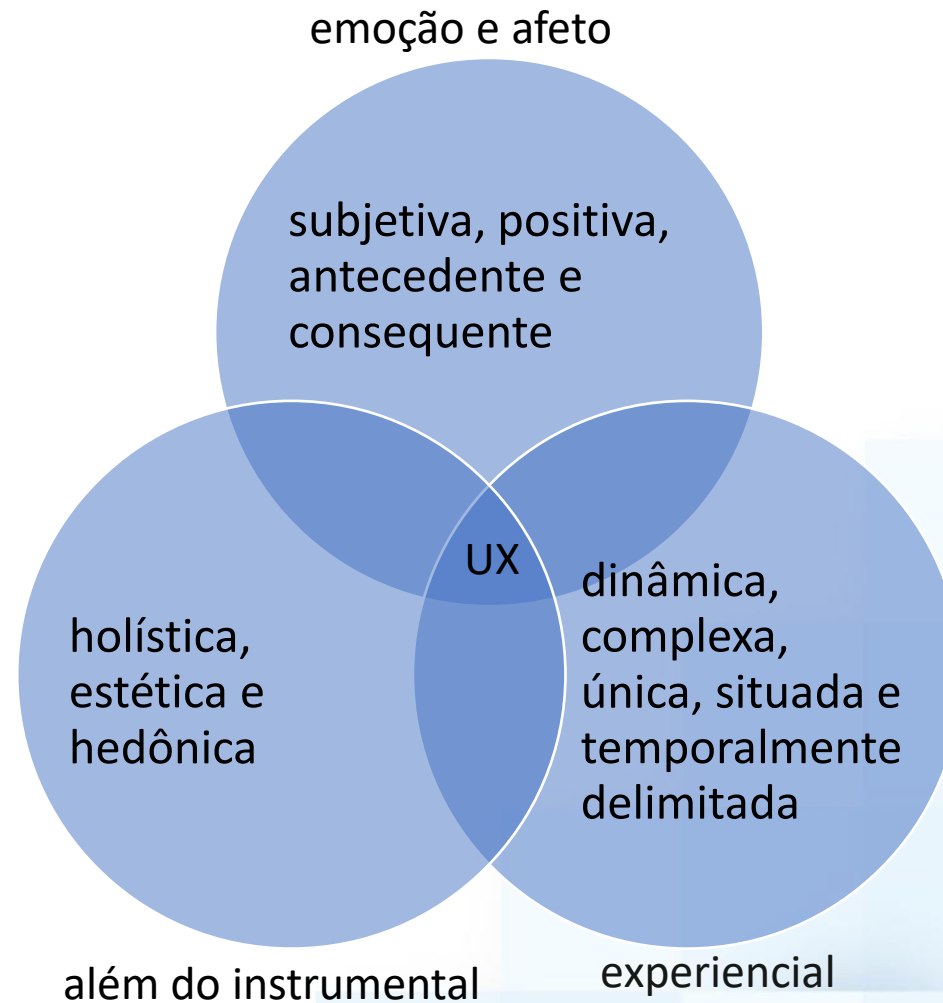 emoção e afeto
subjetiva, positiva,
antecedente e
consequente
UX
holística,
estética e
hedônica
dinâmica,
complexa,
única, situada e
temporalmente
delimitada
além do instrumental
experiencial